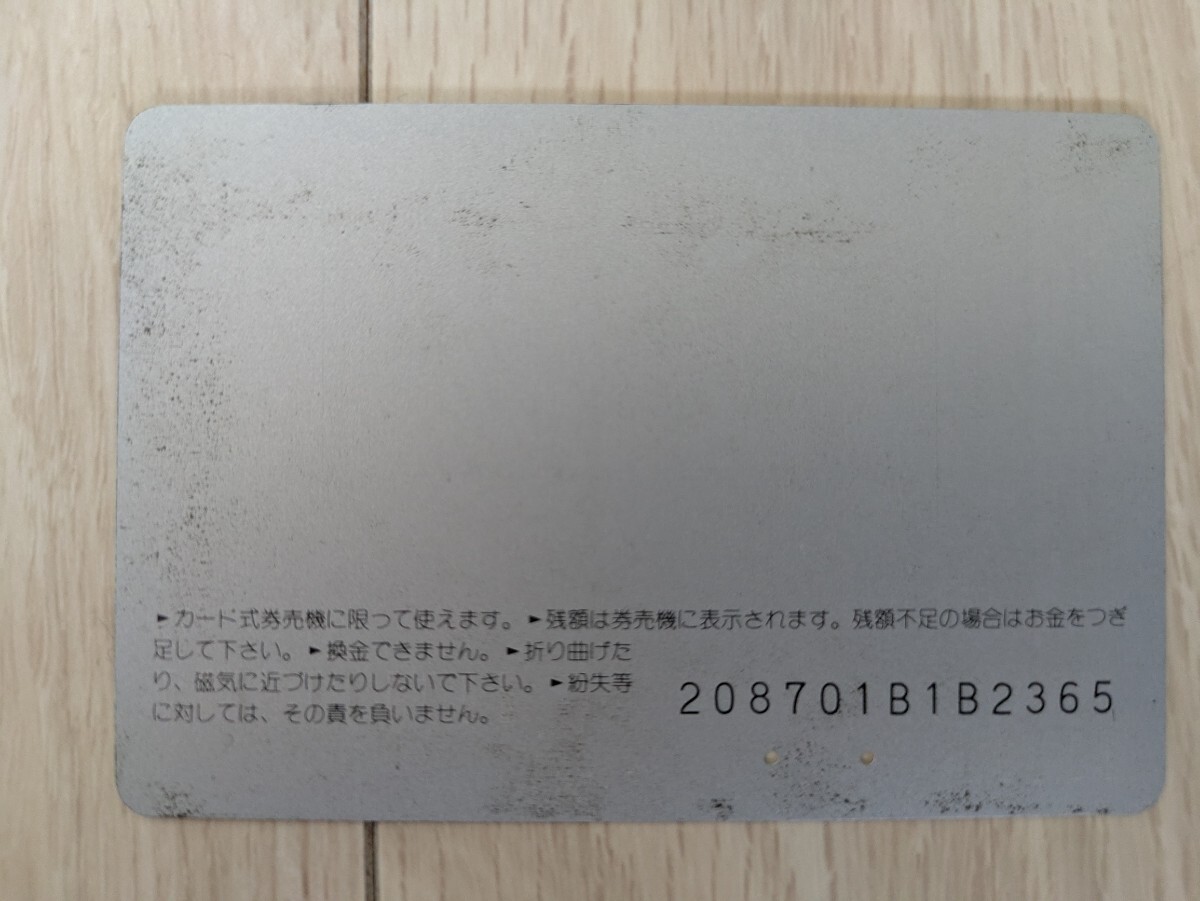 ►カード式券売機に限って使えます。►残額は券売機に表示されます。残額不足の場合はお金をつぎ
足して下さい。►換金できません。►折り曲げた
り、磁気に近づけたりしないで下さい。►紛失等
に対しては、その責を負いません。
208701B1B2365